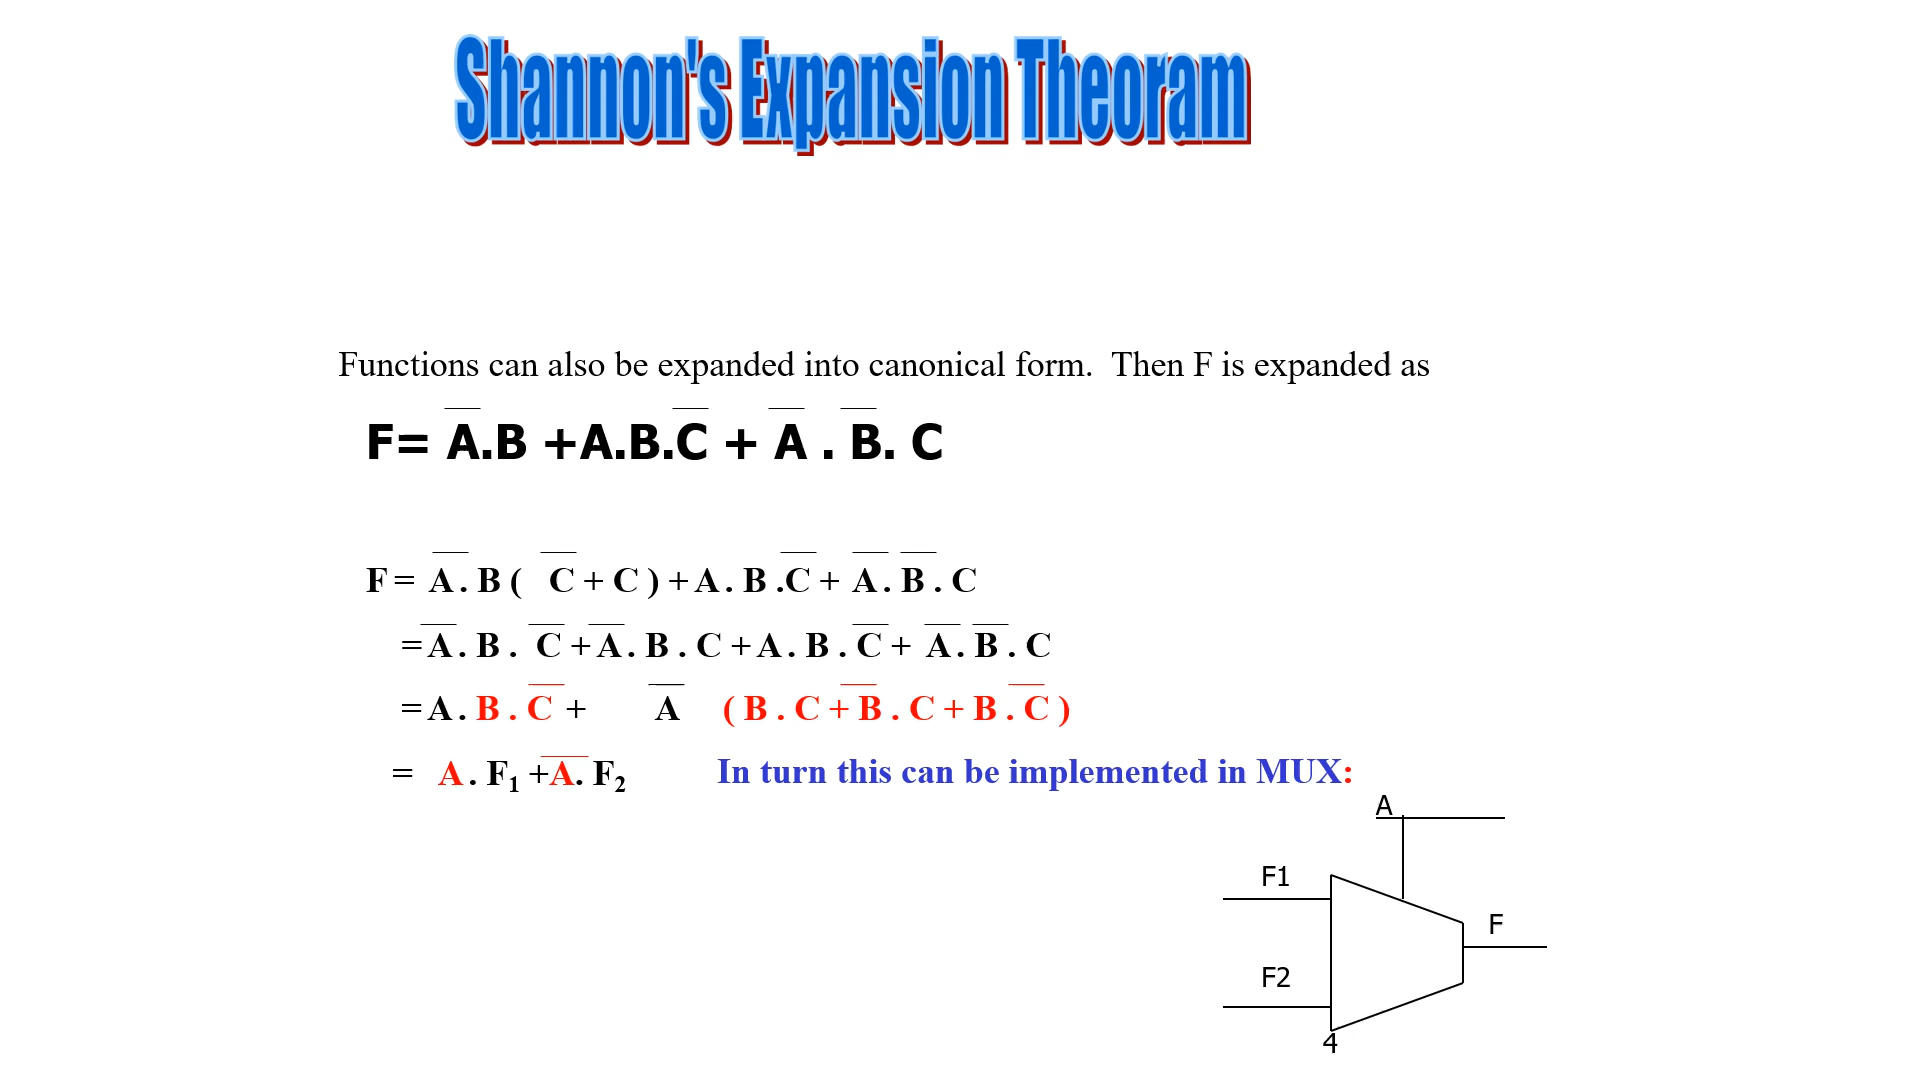 Shannon's Expansion Theoram
Functions can also be expanded into canonical form. Then F is expanded as
F= A̅.B +A.B.C̅ + A̅ . B̅. C
F = A̅ . B ( C̅ + C ) + A . B .C̅ + A̅ . B̅ . C
= A̅ . B . C̅ + A̅ . B . C + A . B . C̅ + A̅ . B̅ . C
= A . B . C̅ + A̅ ( B . C + B̅ . C + B . C̅ )
= A . F₁ + A̅. F₂ In turn this can be implemented in MUX:
A
F1
F
F2
4